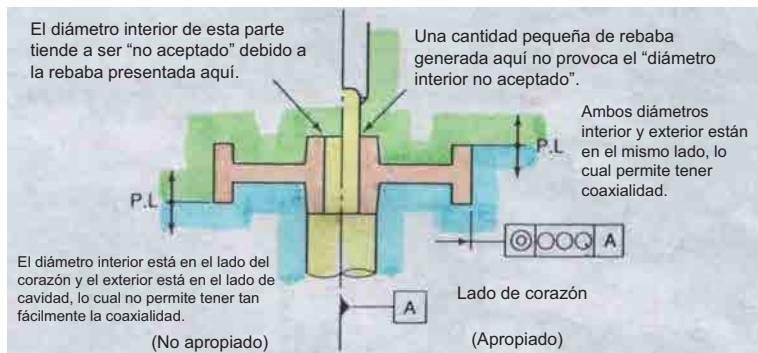 El diámetro interior de esta parte
tiende a ser “no aceptado” debido a
la rebaba presentada aquí.
Una cantidad pequeña de rebaba
generada aquí no provoca el “diámetro
interior no aceptado”.
Ambos diámetros
interior y exterior están
en el mismo lado, lo
cual permite tener
coaxialidad.
P.L
P.L
El diámetro interior está en el lado del
corazón y el exterior está en el lado de
cavidad, lo cual no permite tener tan
fácilmente la coaxialidad.
◎ ○○○ A
A
Lado de corazón
(No apropiado)
(Apropiado)